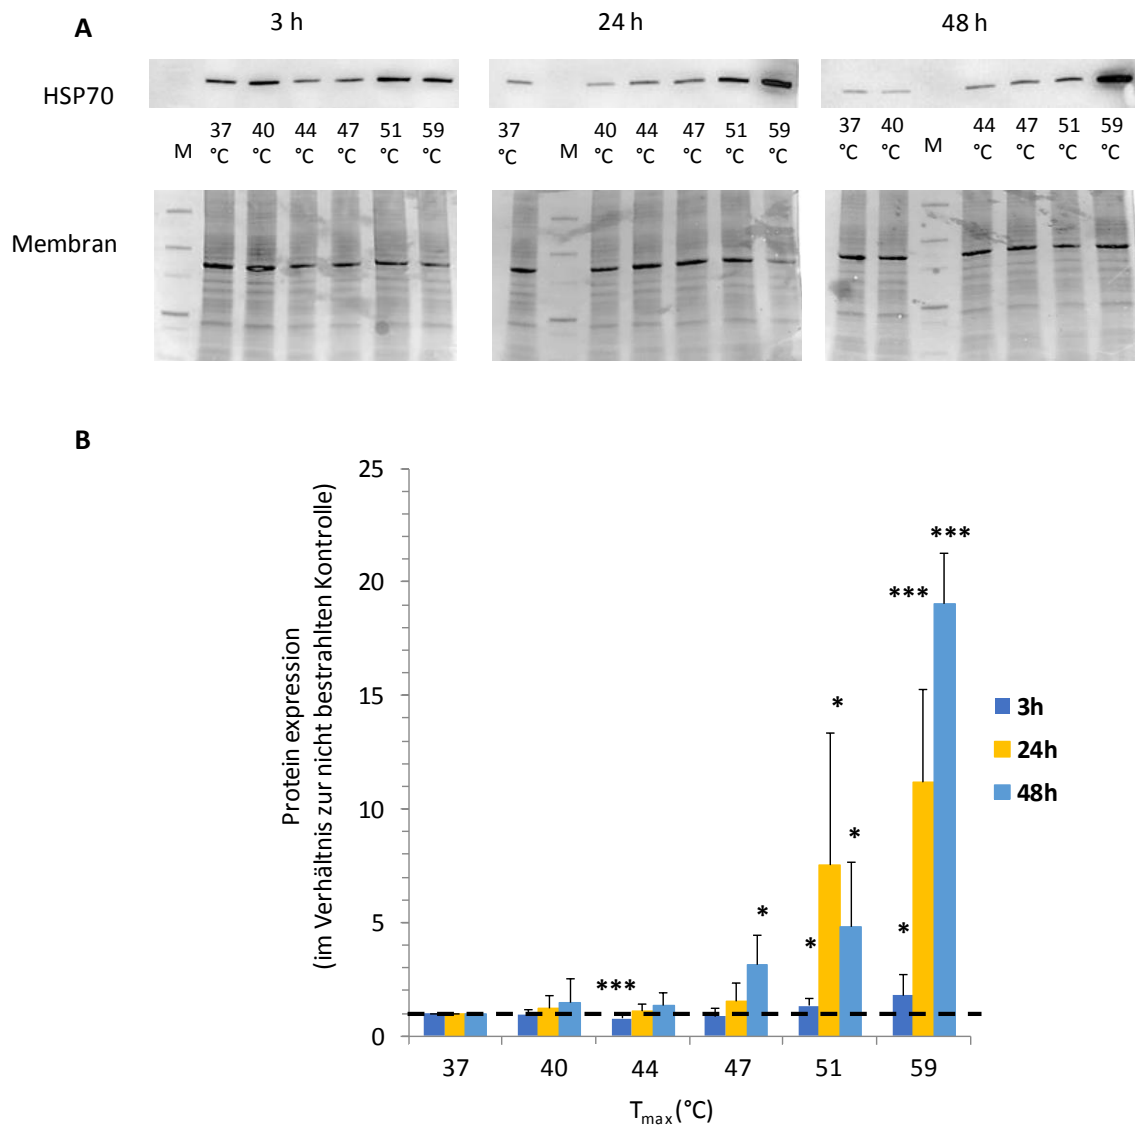 A
3 h
24 h
48 h
HSP70
37 40 44 47 51 59
M °C °C °C °C °C °C
37 40 44 47 51 59
°C M °C °C °C °C °C
37 40 44 47 51 59
°C °C M °C °C °C °C
Membran
B
Protein expression
(im Verhältnis zur nicht bestrahlten Kontrolle)
25
20
15
10
5
0
***
***
*
*
*
*
*
***
3h
24h
48h
37 40 44 47 51 59
Tmax (°C)